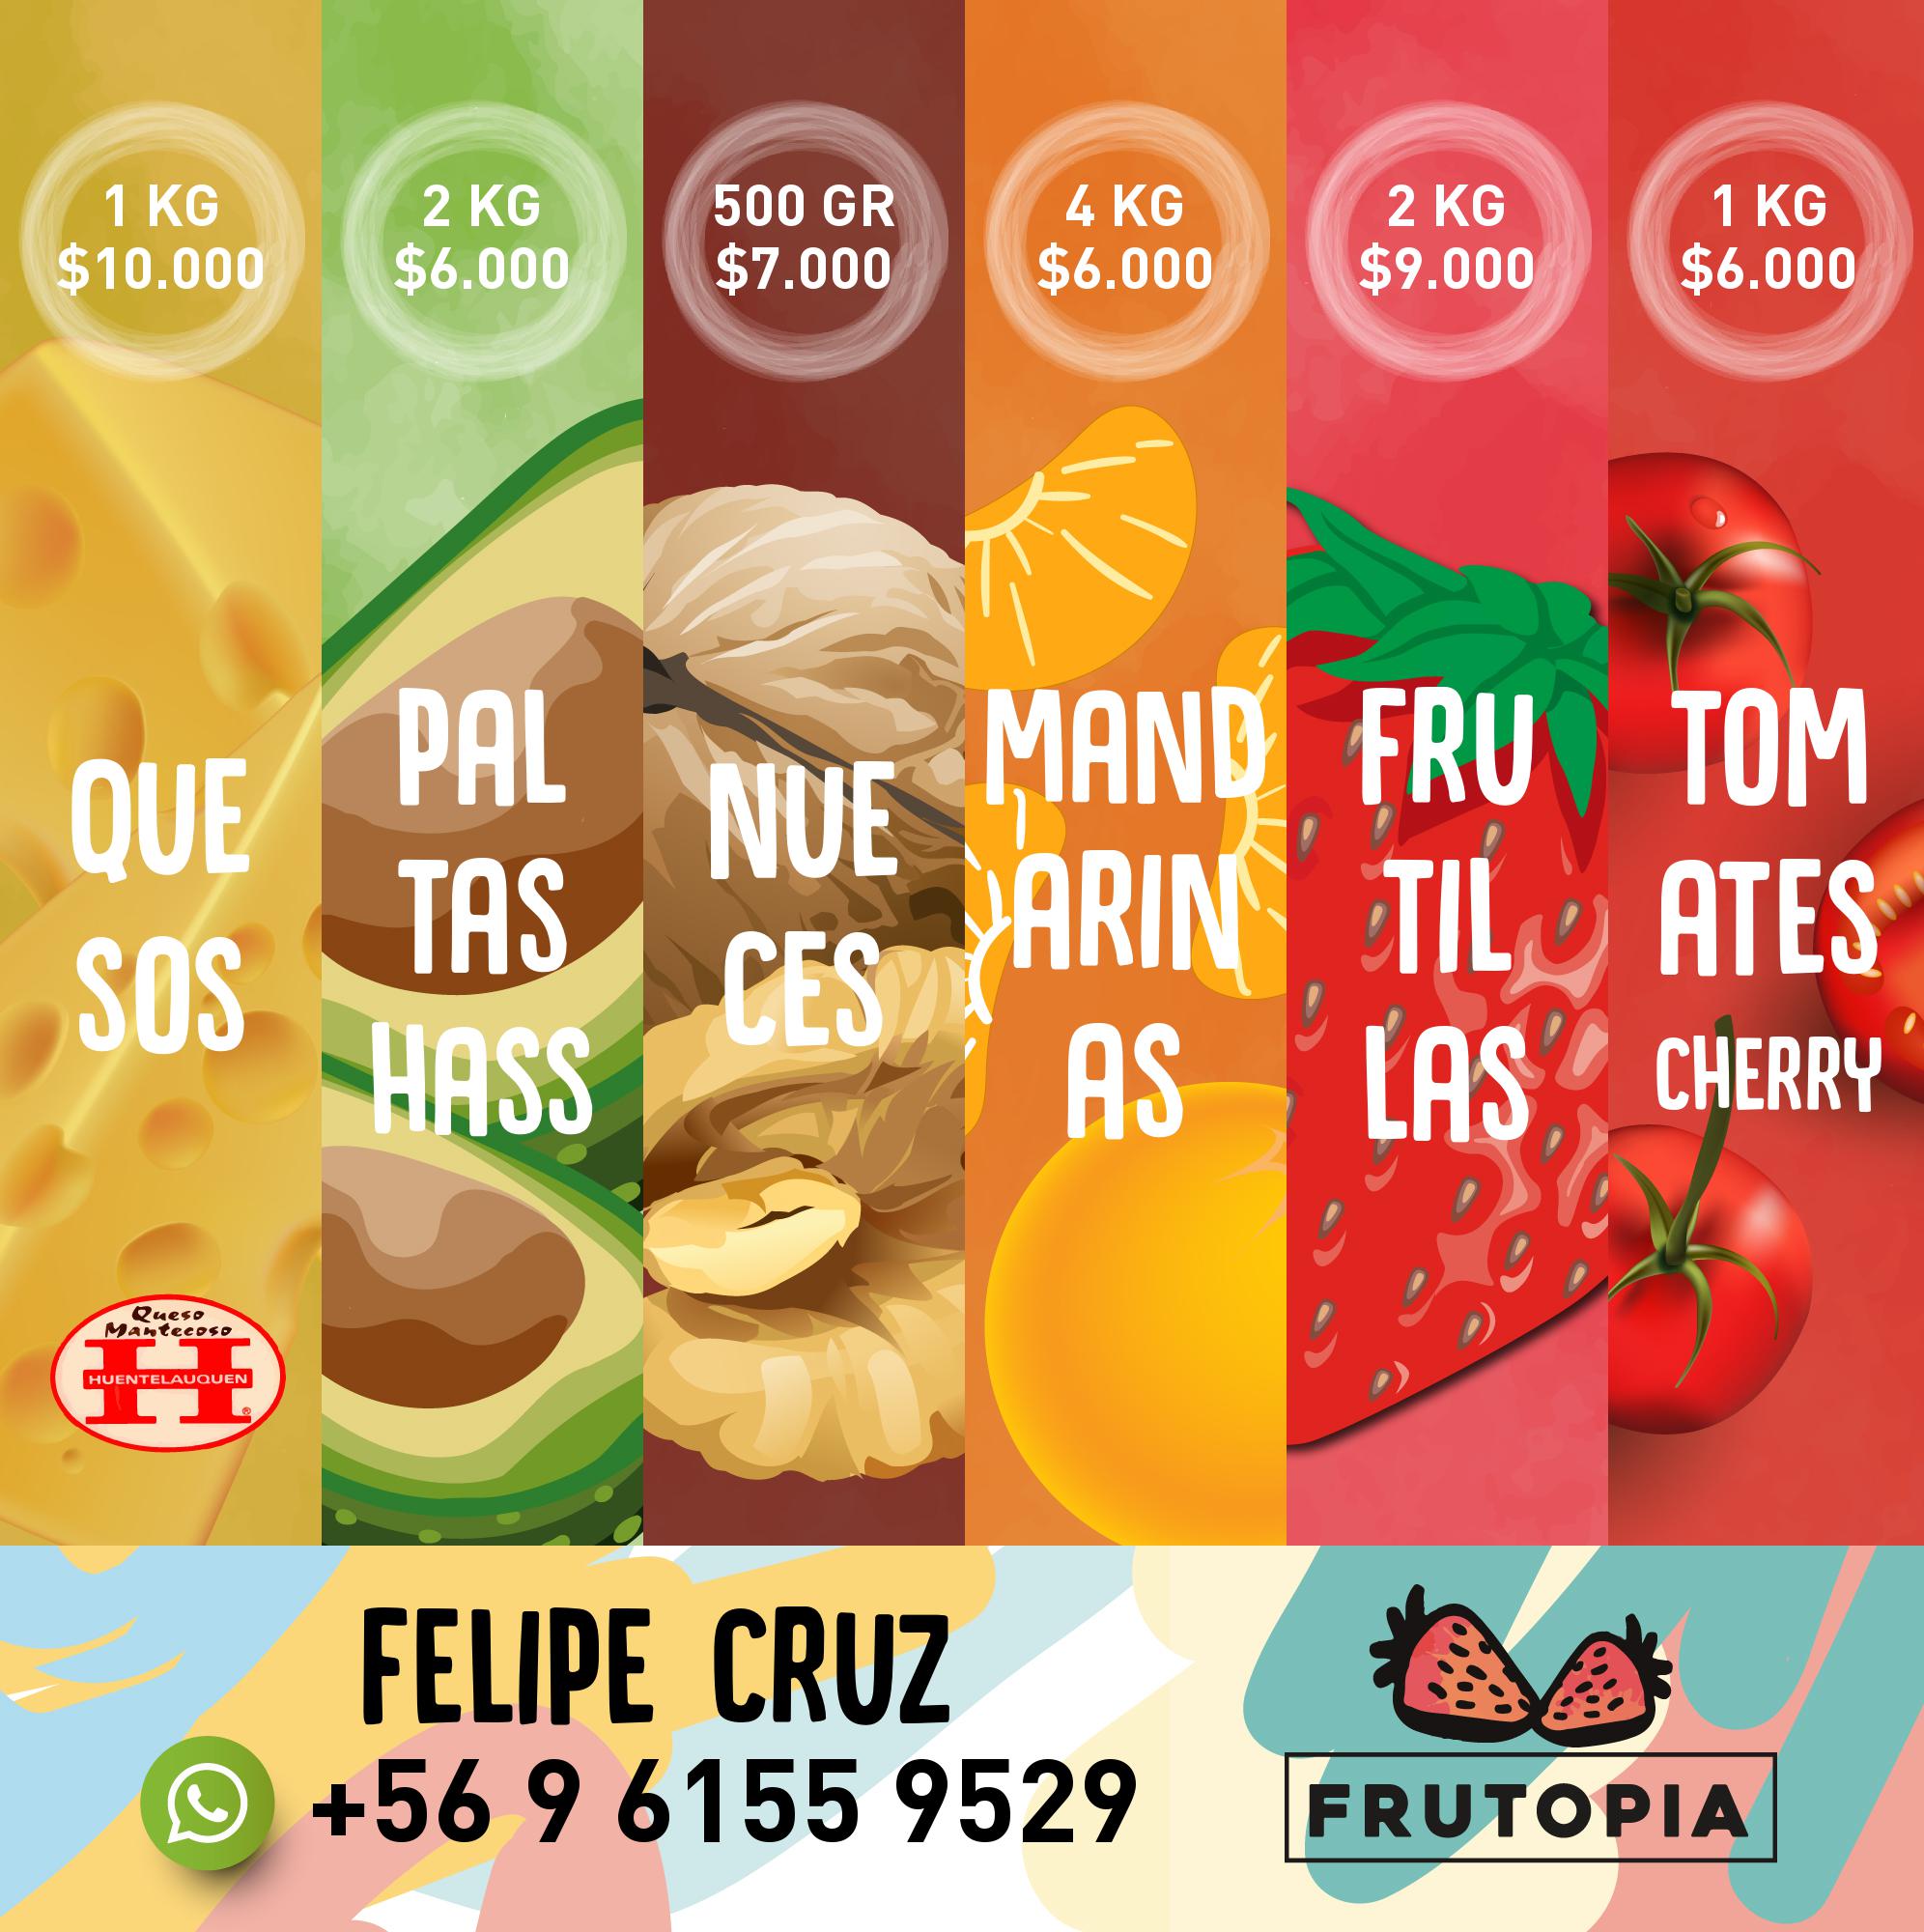 1 KG
$10.000
QUE
SOS
Queso
Mantecoso
H
HUENTELAUQUEN
®
2 KG
$6.000
PAL
TAS
HASS
500 GR
$7.000
NUE
CES
4 KG
$6.000
MAND
ARIN
AS
2 KG
$9.000
FRU
TIL
LAS
1 KG
$6.000
TOM
ATES
CHERRY
FELIPE CRUZ
+56 9 6155 9529
FRUTOPIA